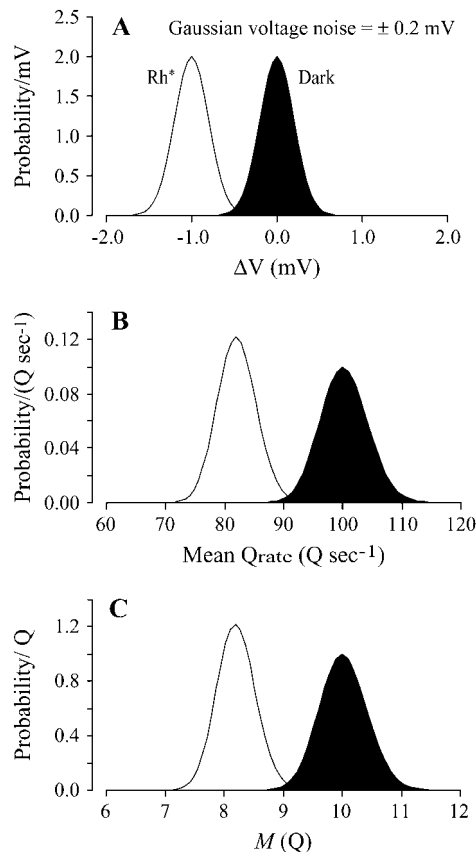 A
Gaussian voltage noise = ± 0.2 mV
Rh*
Dark
Probability/mV
2.5
2.0
1.5
1.0
0.5
0.0
-2.0 -1.0 0.0 1.0 2.0
ΔV (mV)
B
Probability/(Q sec⁻¹)
0.12
0.08
0.04
0.00
60 70 80 90 100 110 120
Mean Qrate (Q sec⁻¹)
C
Probability/ Q
1.2
0.8
0.4
0.0
6 7 8 9 10 11 12
M (Q)